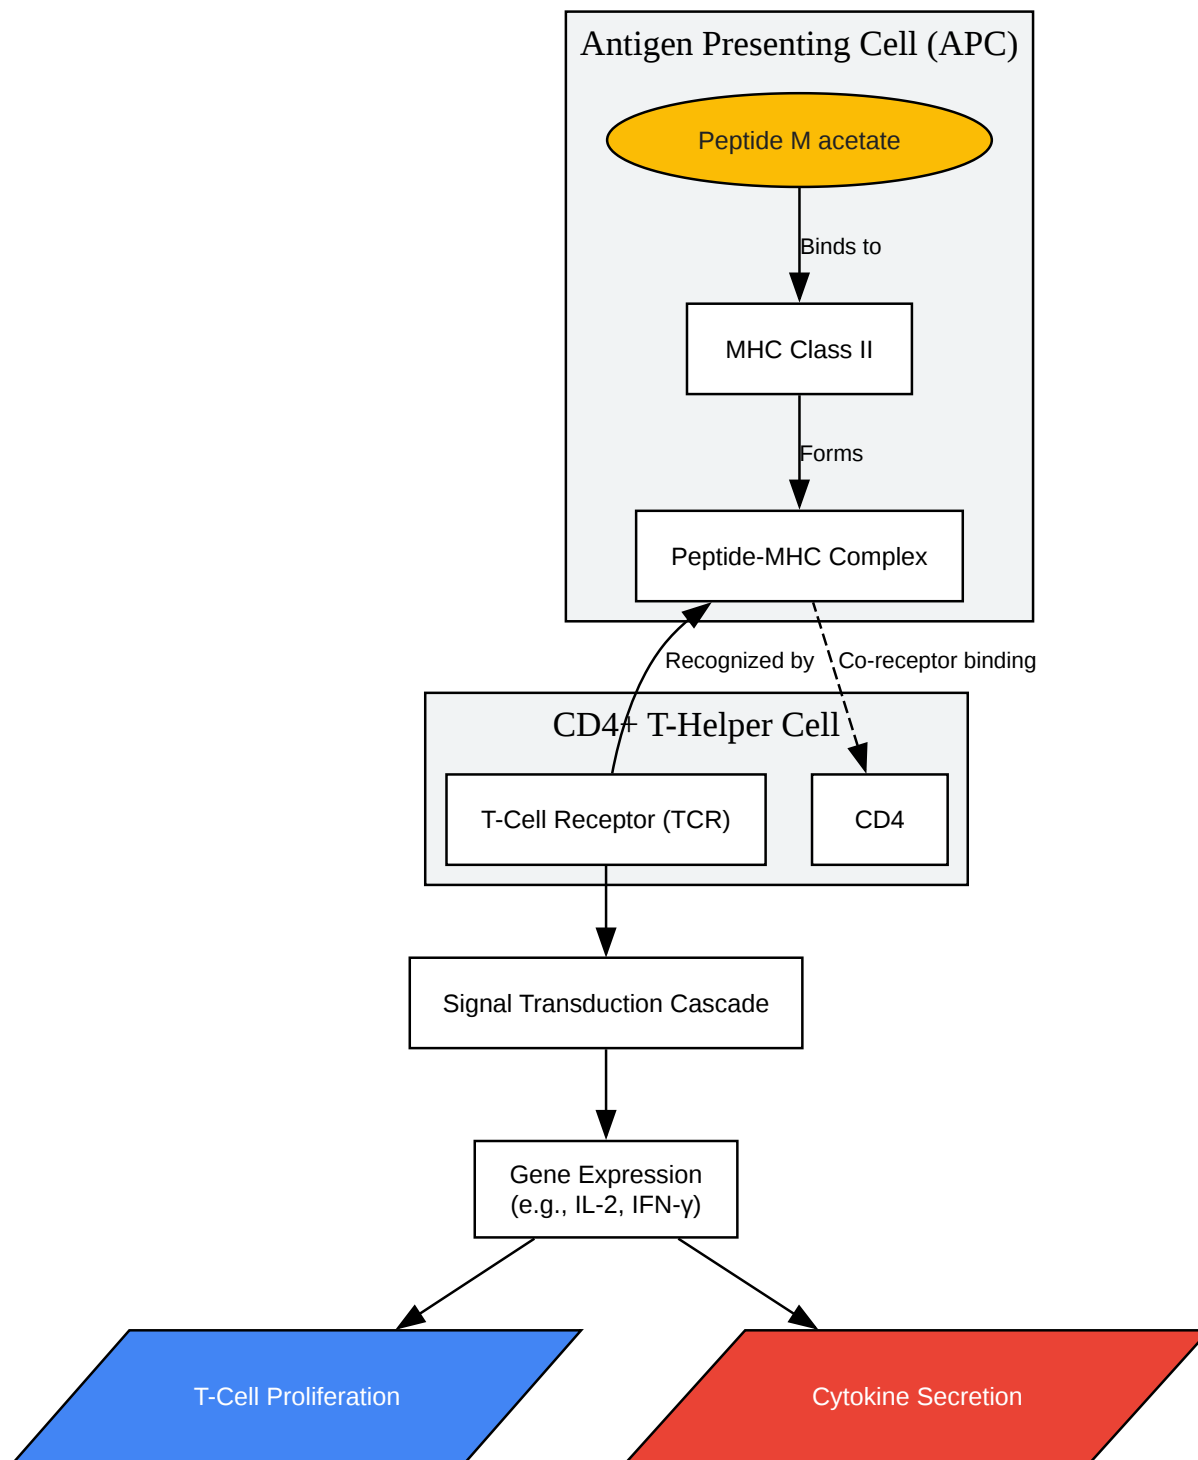 Antigen Presenting Cell (APC)
Peptide M acetate
Binds to
MHC Class II
Forms
Peptide-MHC Complex
Recognized by
Co-receptor binding
CD4+ T-Helper Cell
T-Cell Receptor (TCR)
CD4
Signal Transduction Cascade
Gene Expression
(e.g., IL-2, IFN-γ)
T-Cell Proliferation
Cytokine Secretion